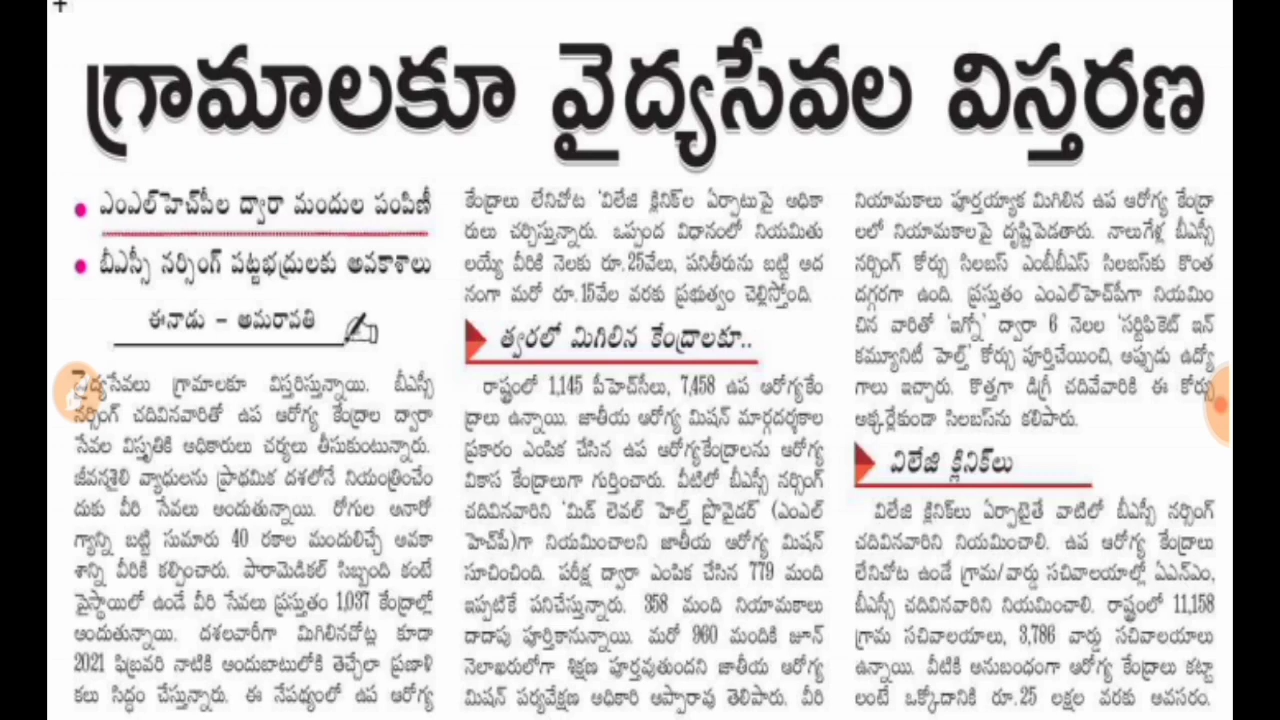 గ్రామాలకూ వైద్యసేవల విస్తరణ
• ఎంఎల్‌హెచ్‌పీల ద్వారా మందుల పంపిణీ
• బీఎస్సీ నర్సింగ్ పట్టభద్రులకు అవకాశాలు
ఈనాడు - అమరావతి
వైద్యసేవలు గ్రామాలకూ విస్తరిస్తున్నాయి. బీఎస్సీ
నర్సింగ్ చదివినవారితో ఉప ఆరోగ్య కేంద్రాల ద్వారా
సేవల విస్తృతికి అధికారులు చర్యలు తీసుకుంటున్నారు.
జీవనశైలి వ్యాధులను ప్రాథమిక దశలోనే నియంత్రించేం
దుకు వీరి సేవలు అందుతున్నాయి. రోగుల అనారో
గ్యాన్ని బట్టి సుమారు 40 రకాల మందులిచ్చే అవకా
శాన్ని వీరికి కల్పించారు. పారామెడికల్ సిబ్బంది కంటే
పైస్థాయిలో ఉండే వీరి సేవలు ప్రస్తుతం 1,037 కేంద్రాల్లో
అందుతున్నాయి. దశలవారీగా మిగిలినచోట్ల కూడా
2021 ఫిబ్రవరి నాటికి అందుబాటులోకి తెచ్చేలా ప్రణాళి
కలు సిద్ధం చేస్తున్నారు. ఈ నేపథ్యంలో ఉప ఆరోగ్య
కేంద్రాలు లేనిచోట ‘విలేజి క్లినిక్‌ల ఏర్పాటుపై అధికా
రులు చర్చిస్తున్నారు. ఒప్పంద విధానంలో నియమితు
లయ్యే వీరికి నెలకు రూ.25వేలు, పనితీరును బట్టి అద
నంగా మరో రూ.15వేల వరకు ప్రభుత్వం చెల్లిస్తోంది.
త్వరలో మిగిలిన కేంద్రాలకూ..
రాష్ట్రంలో 1,145 పీహెచ్‌సీలు, 7,458 ఉప ఆరోగ్యకేం
ద్రాలు ఉన్నాయి. జాతీయ ఆరోగ్య మిషన్ మార్గదర్శకాల
ప్రకారం ఎంపిక చేసిన ఉప ఆరోగ్యకేంద్రాలను ఆరోగ్య
వికాస కేంద్రాలుగా గుర్తించారు. వీటిలో బీఎస్సీ నర్సింగ్
చదివినవారిని ‘మిడ్ లెవల్ హెల్త్ ప్రొవైడర్’ (ఎంఎల్
హెచ్‌పీ)గా నియమించాలని జాతీయ ఆరోగ్య మిషన్
సూచించింది. పరీక్ష ద్వారా ఎంపిక చేసిన 779 మంది
ఇప్పటికే పనిచేస్తున్నారు. 358 మంది నియామకాలు
దాదాపు పూర్తికానున్నాయి. మరో 960 మందికి జూన్
నెలాఖరులోగా శిక్షణ పూర్తవుతుందని జాతీయ ఆరోగ్య
మిషన్ పర్యవేక్షణ అధికారి అప్పారావు తెలిపారు. వీరి
నియామకాలు పూర్తయ్యాక మిగిలిన ఉప ఆరోగ్య కేంద్రా
లలో నియామకాలపై దృష్టిపెడతారు. నాలుగేళ్ల బీఎస్సీ
నర్సింగ్ కోర్సు సిలబస్ ఎంబీబీఎస్ సిలబస్‌కు కొంత
దగ్గరగా ఉంది. ప్రస్తుతం ఎంఎల్‌హెచ్‌పీగా నియమిం
చిన వారితో ‘ఇగ్నో’ ద్వారా 6 నెలల ‘సర్టిఫికెట్ ఇన్
కమ్యూనిటీ హెల్త్’ కోర్సు పూర్తిచేయించి, అప్పుడు ఉద్యో
గాలు ఇచ్చారు. కొత్తగా డిగ్రీ చదివేవారికి ఈ కోర్సు
అక్కర్లేకుండా సిలబస్‌ను కలిపారు.
విలేజి క్లినిక్‌లు
విలేజి క్లినిక్‌లు ఏర్పాటైతే వాటిలో బీఎస్సీ నర్సింగ్
చదివినవారిని నియమించాలి. ఉప ఆరోగ్య కేంద్రాలు
లేనిచోట ఉండే గ్రామ/వార్డు సచివాలయాల్లో ఏఎన్ఎం,
బీఎస్సీ చదివినవారిని నియమించాలి. రాష్ట్రంలో 11,158
గ్రామ సచివాలయాలు, 3,786 వార్డు సచివాలయాలు
ఉన్నాయి. వీటికి అనుబంధంగా ఆరోగ్య కేంద్రాలు కట్టా
లంటే ఒక్కోదానికి రూ.25 లక్షల వరకు అవసరం.